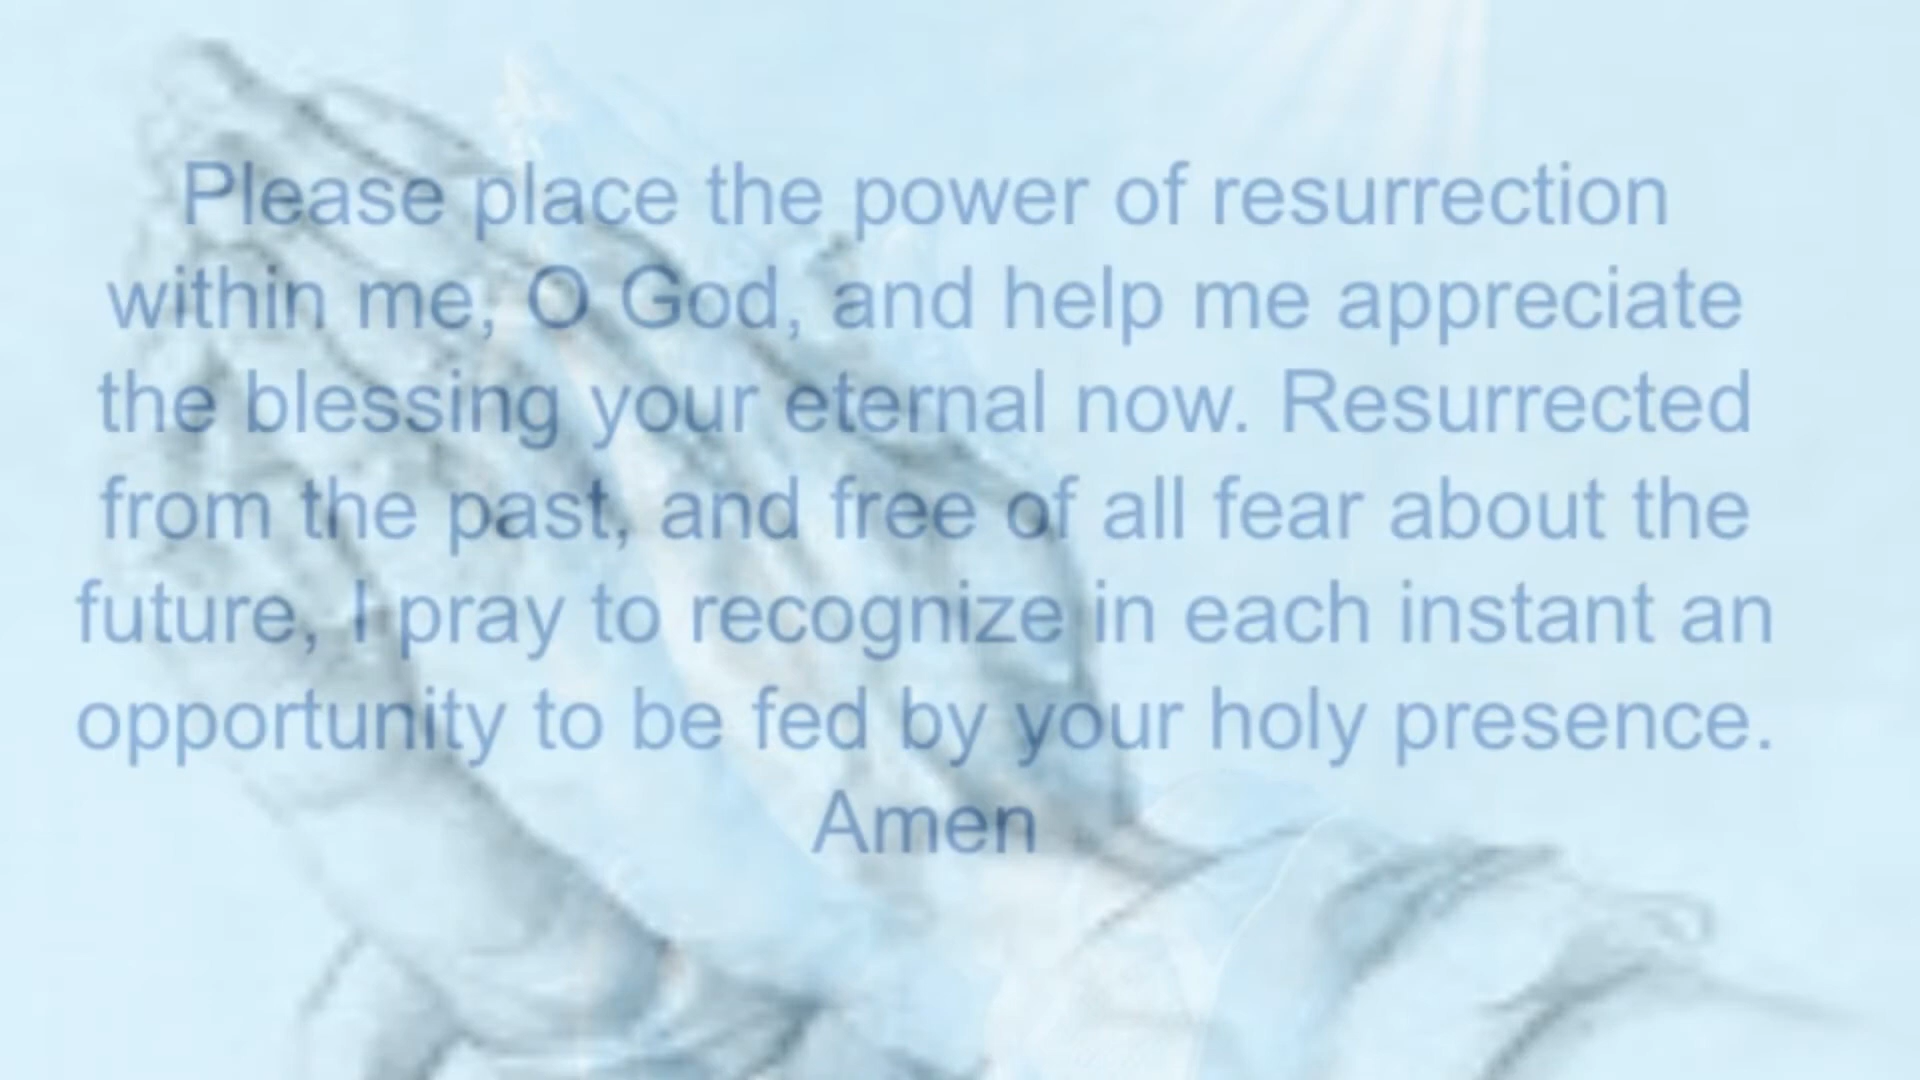 Please place the power of resurrection
within me, O God, and help me appreciate
the blessing your eternal now. Resurrected
from the past, and free of all fear about the
future, I pray to recognize in each instant an
opportunity to be fed by your holy presence.
Amen